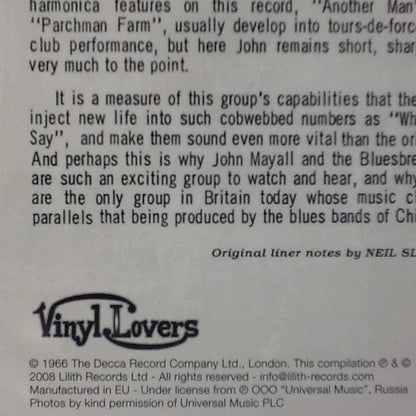 harmonica features on this record, "Another Man
"Parchman Farm", usually develop into tours-de-forc
club performance, but here John remains short, shar
very much to the point.
It is a measure of this group's capabilities that the
inject new life into such cobwebbed numbers as "Wh
Say", and make them sound even more vital than the or
And perhaps this is why John Mayall and the Bluesbre
are such an exciting group to watch and hear, and why
are the only group in Britain today whose music c
parallels that being produced by the blues bands of Chi
Original liner notes by NEIL SL
Vinyl Lovers
© 1966 The Decca Record Company Ltd., London. This compilation ℗ & ©
2008 Lilith Records Ltd - All rights reserved - info@lilith-records.com
Manufactured in EU - Under license from ℗ OOO "Universal Music", Russia
Photos by kind permission of Universal Music PLC